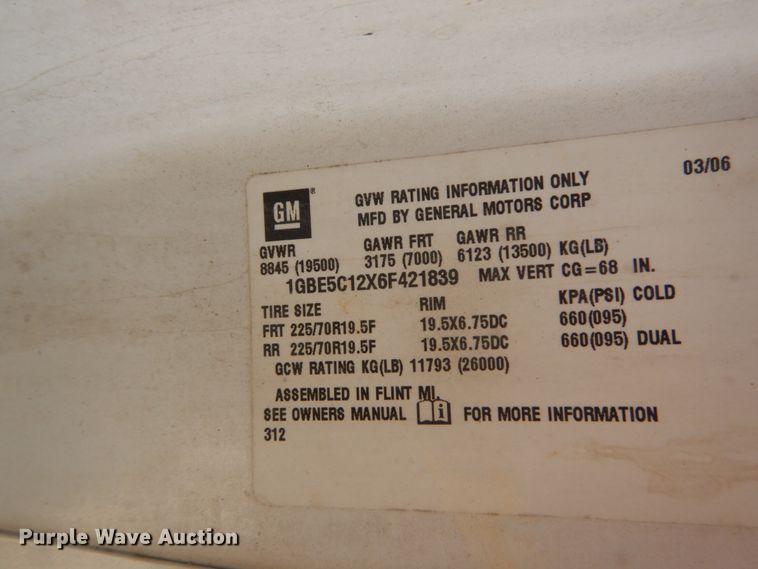 03/06
GM ®
GVW RATING INFORMATION ONLY
MFD BY GENERAL MOTORS CORP
GVWR GAWR FRT GAWR RR
8845 (19500) 3175 (7000) 6123 (13500) KG(LB)
1GBE5C12X6F421839 MAX VERT CG=68 IN.
TIRE SIZE RIM KPA(PSI) COLD
FRT 225/70R19.5F 19.5X6.75DC 660(095)
RR 225/70R19.5F 19.5X6.75DC 660(095) DUAL
GCW RATING KG(LB) 11793 (26000)
ASSEMBLED IN FLINT MI.
SEE OWNERS MANUAL i FOR MORE INFORMATION
312
Purple Wave Auction